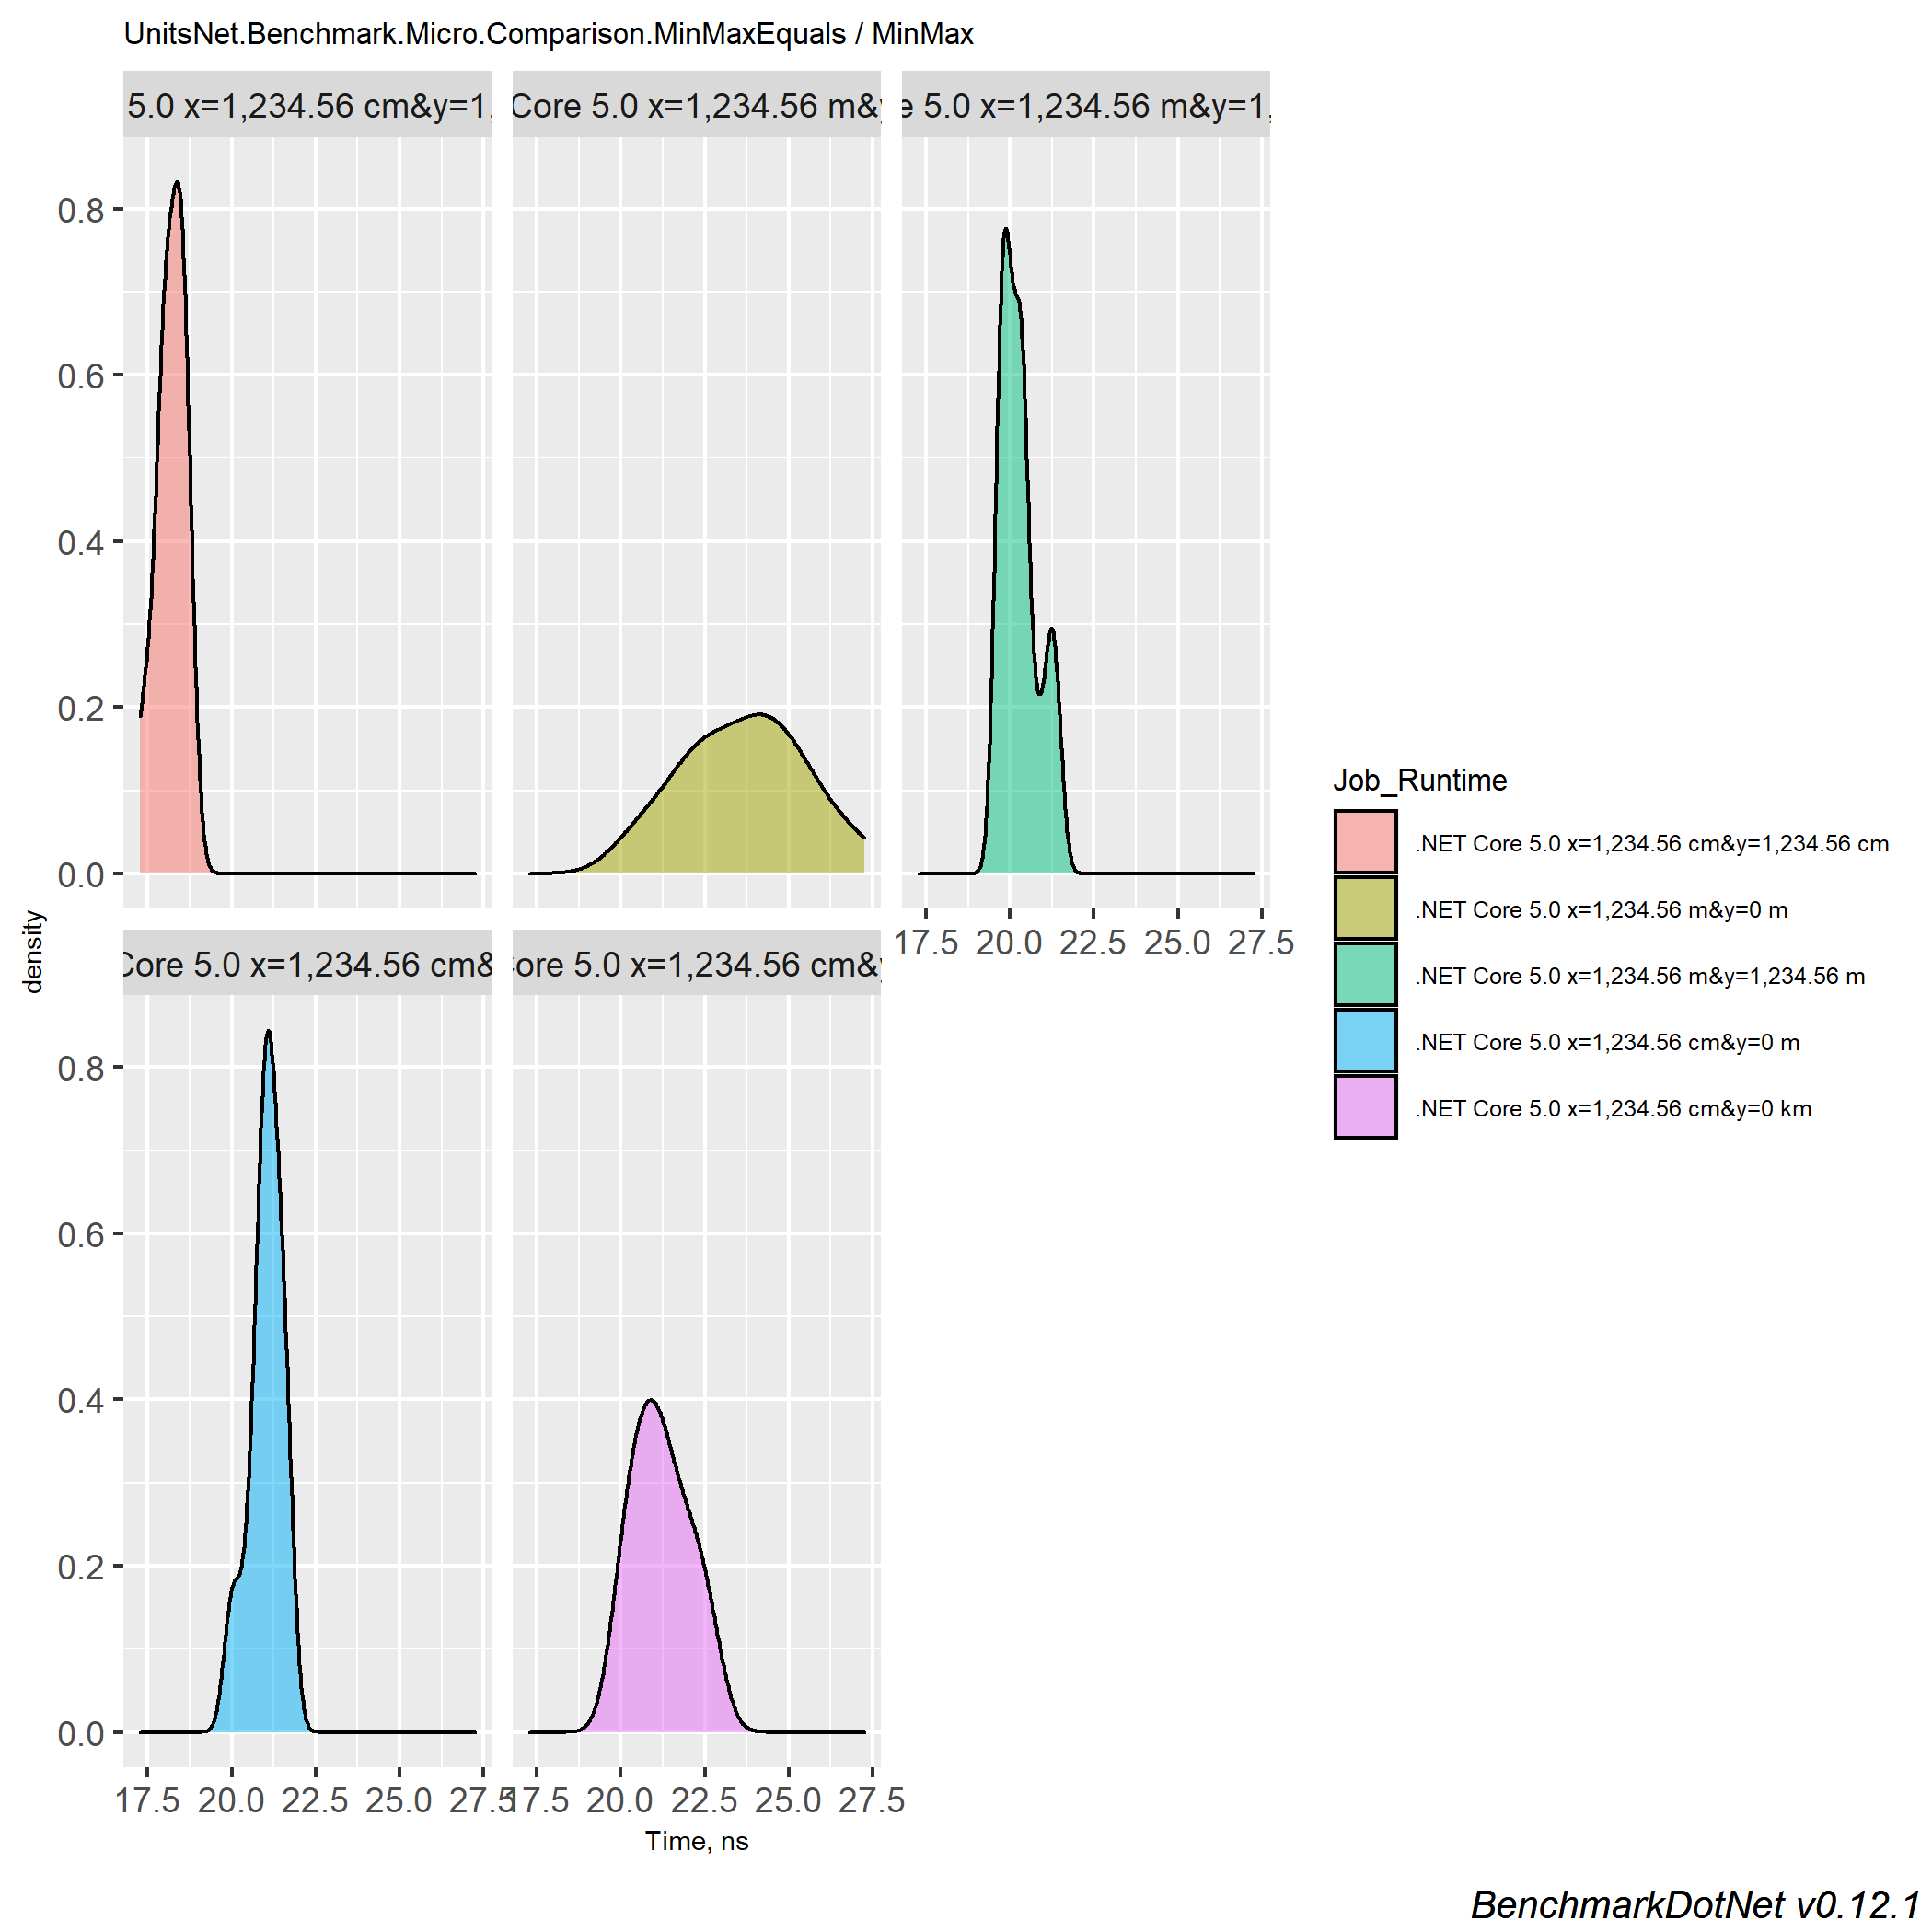 UnitsNet.Benchmark.Micro.Comparison.MinMaxEquals / MinMax
5.0 x=1,234.56 cm&y=1,
Core 5.0 x=1,234.56 m&y
e 5.0 x=1,234.56 m&y=1,
0.8
0.6
0.4
0.2
0.0
17.5 20.0 22.5 25.0 27.5
density
Core 5.0 x=1,234.56 cm&
Core 5.0 x=1,234.56 cm&y
0.8
0.6
0.4
0.2
0.0
17.5 20.0 22.5 25.0 27.5
17.5 20.0 22.5 25.0 27.5
Time, ns
Job_Runtime
.NET Core 5.0 x=1,234.56 cm&y=1,234.56 cm
.NET Core 5.0 x=1,234.56 m&y=0 m
.NET Core 5.0 x=1,234.56 m&y=1,234.56 m
.NET Core 5.0 x=1,234.56 cm&y=0 m
.NET Core 5.0 x=1,234.56 cm&y=0 km
BenchmarkDotNet v0.12.1